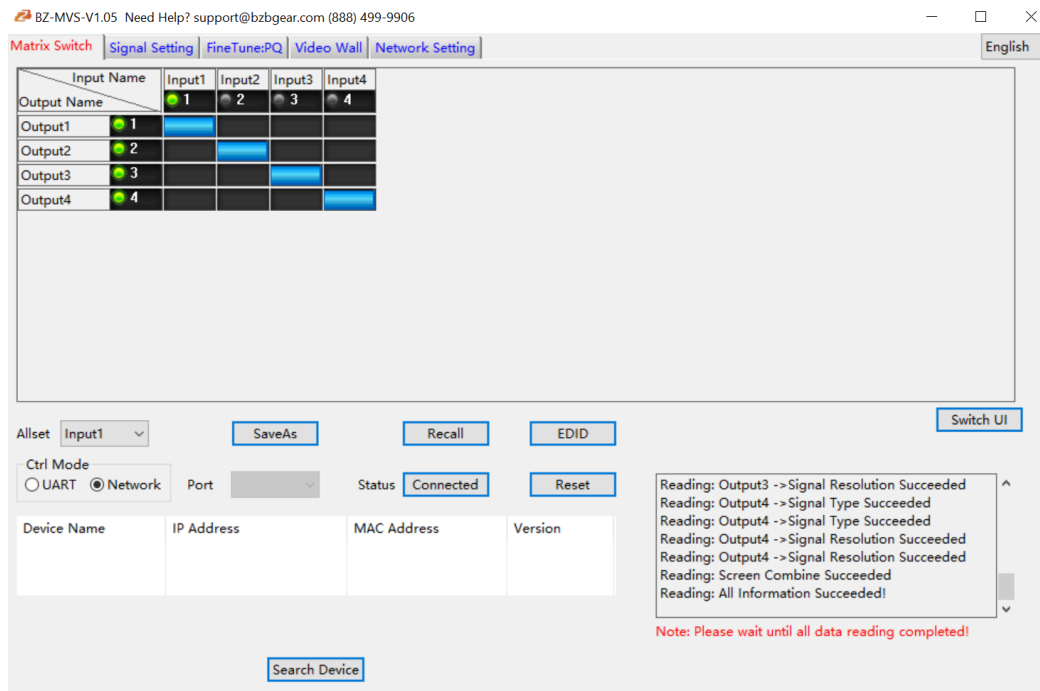 BZ-MVS-V1.05 Need Help? support@bzbgear.com (888) 499-9906
Matrix Switch Signal Setting FineTune:PQ Video Wall Network Setting English
Input Name Input1 Input2 Input3 Input4
Output Name 1 2 3 4
Output1 1
Output2 2
Output3 3
Output4 4
Switch UI
Allset Input1 SaveAs Recall EDID
Ctrl Mode
UART Network Port Status Connected Reset
Device Name IP Address MAC Address Version
Reading: Output3 ->Signal Resolution Succeeded
Reading: Output4 ->Signal Type Succeeded
Reading: Output4 ->Signal Type Succeeded
Reading: Output4 ->Signal Resolution Succeeded
Reading: Output4 ->Signal Resolution Succeeded
Reading: Screen Combine Succeeded
Reading: All Information Succeeded!
Note: Please wait until all data reading completed!
Search Device